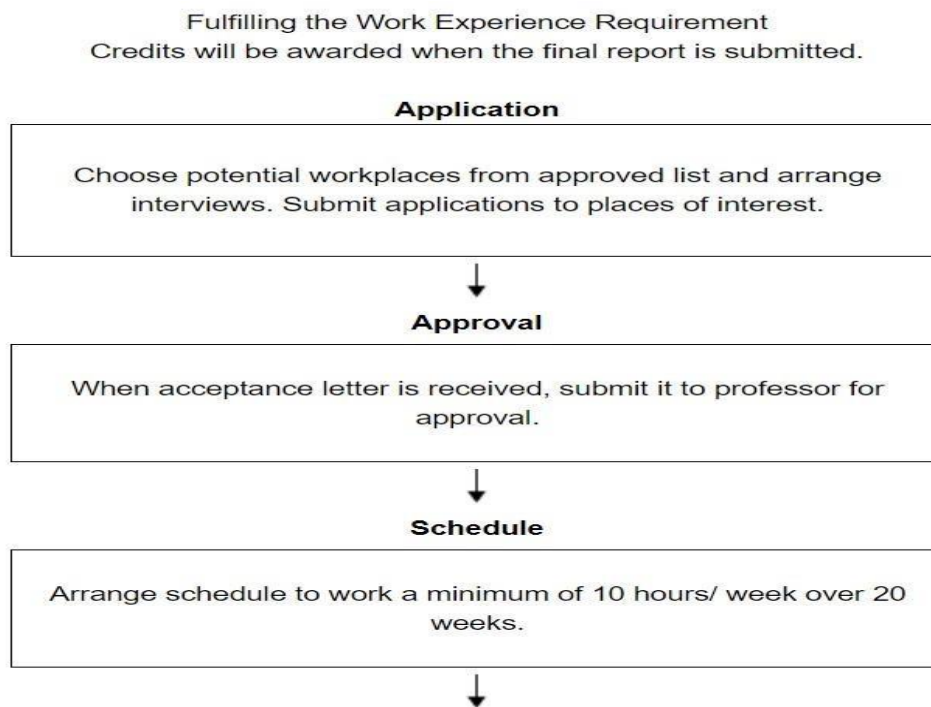 Fulfilling the Work Experience Requirement
Credits will be awarded when the final report is submitted.
Application
Choose potential workplaces from approved list and arrange
interviews. Submit applications to places of interest.
Approval
When acceptance letter is received, submit it to professor for
approval.
Schedule
Arrange schedule to work a minimum of 10 hours/ week over 20
weeks.